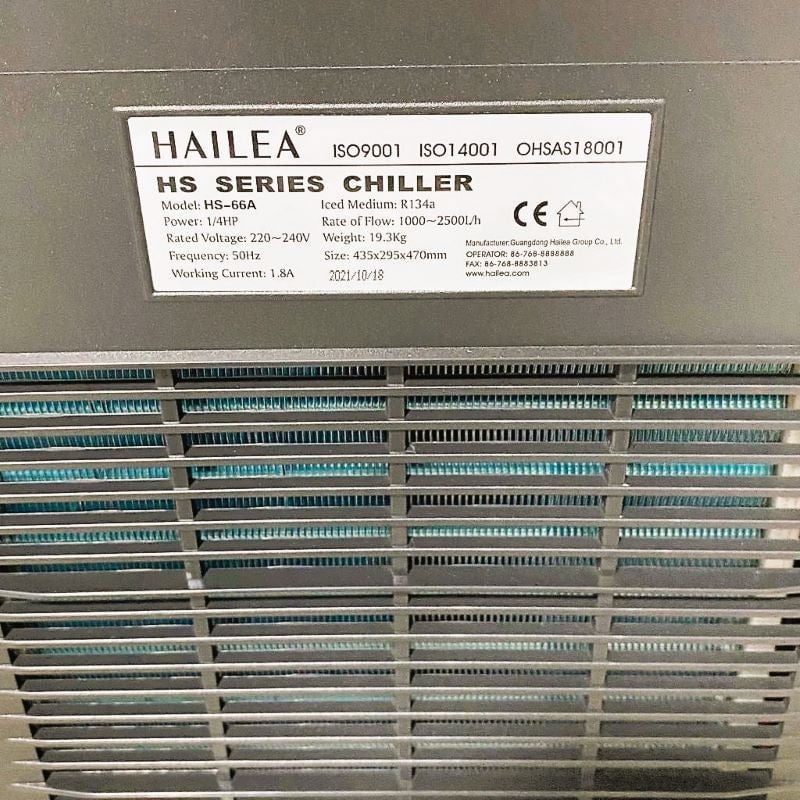 HAILEA® ISO9001 ISO14001 OHSAS18001
HS SERIES CHILLER
Model: HS-66A Iced Medium: R134a
Power: 1/4HP Rate of Flow: 1000~2500L/h
Rated Voltage: 220~240V Weight: 19.3Kg
Frequency: 50Hz Size: 435x295x470mm
Working Current: 1.8A 2021/10/18
CE
Manufacturer:Guangdong Hailea Group Co., Ltd.
OPERATOR: 86-768-8888888
FAX: 86-768-8883813
www.hailea.com